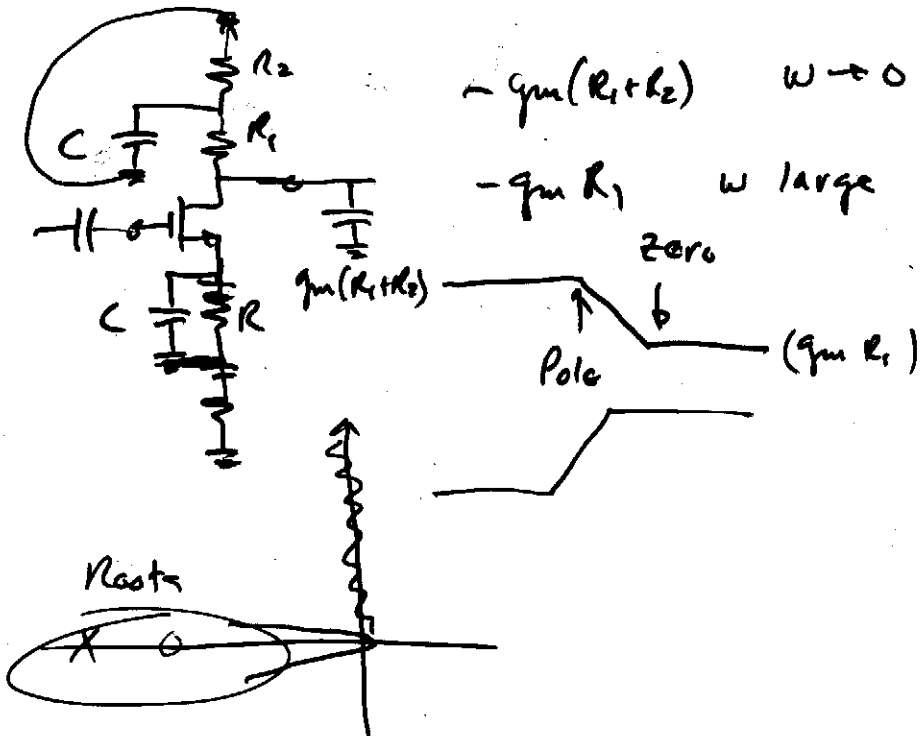 R2
- gm(R1+R2) w → 0
C
R1
- gm R1 w large
Zero
gm(R1+R2)
C
R
(gm R1)
Pole
Roots
X O